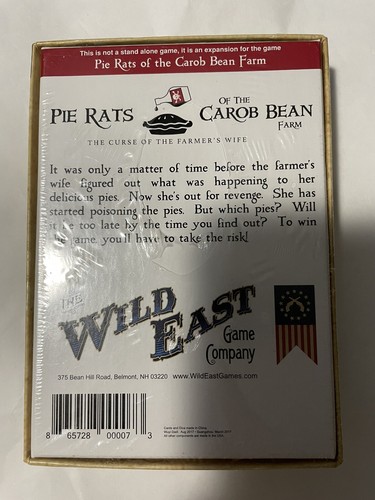 This is not a stand alone game, it is an expansion for the game
Pie Rats of the Carob Bean Farm
PIE RATS OF THE CAROB BEAN FARM
THE CURSE OF THE FARMER'S WIFE
It was only a matter of time before the farmer's
wife figured out what was happening to her
delicious pies. Now she's out for revenge. She has
started poisoning the pies. But which pies? Will
it be too late by the time you find out? To win
the game, you'll have to take the risk!
THE
WILD EAST
Game
Company
375 Bean Hill Road, Belmont, NH 03220 www.WildEastGames.com
8 65728 00007 3